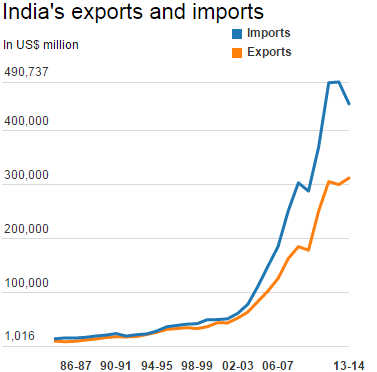 India's exports and imports
In US$ million
Imports
Exports
490,737
400,000
300,000
200,000
100,000
1,016
86-87 90-91 94-95 98-99 02-03 06-07 13-14